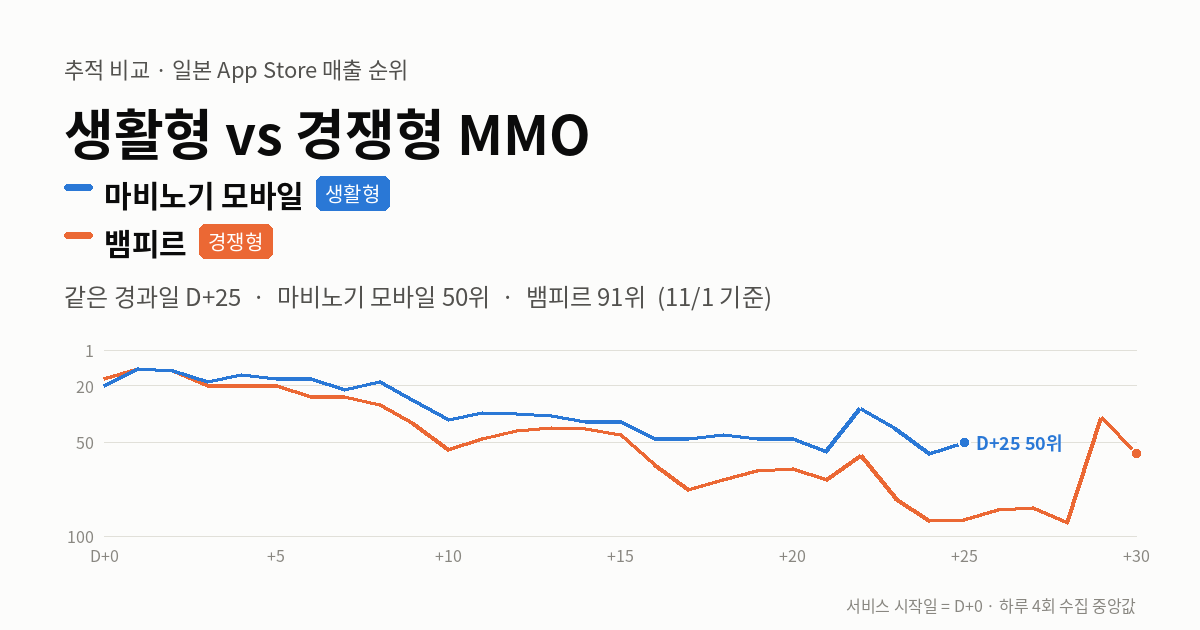 추적 비교 · 일본 App Store 매출 순위
생활형 vs 경쟁형 MMO
마비노기 모바일 생활형
뱀피르 경쟁형
같은 경과일 D+25 · 마비노기 모바일 50위 · 뱀피르 91위 (11/1 기준)
1
20
50
D+25 50위
100
D+0 +5 +10 +15 +20 +25 +30
서비스 시작일 = D+0 · 하루 4회 수집 중앙값